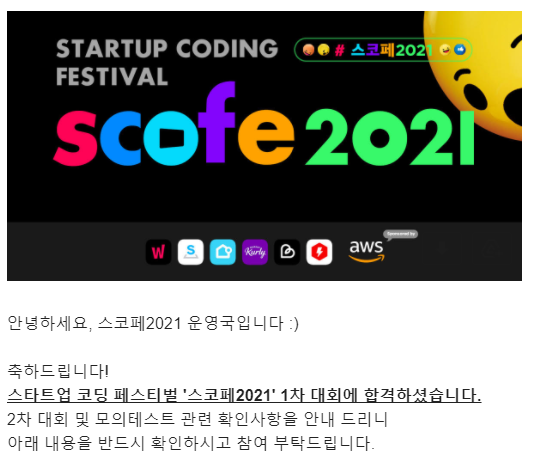 STARTUP CODING
FESTIVAL
# 스코페2021
scofe2021
Kurly
Sponsored by
aws
안녕하세요, 스코페2021 운영국입니다 :)
축하드립니다!
스타트업 코딩 페스티벌 '스코페2021' 1차 대회에 합격하셨습니다.
2차 대회 및 모의테스트 관련 확인사항을 안내 드리니
아래 내용을 반드시 확인하시고 참여 부탁드립니다.